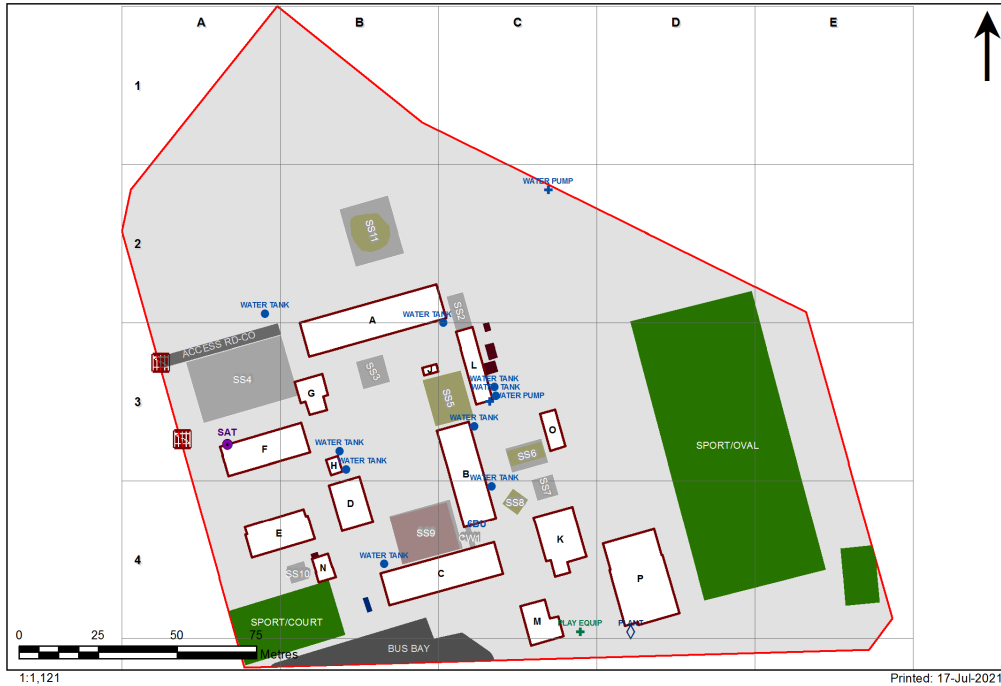 A B C D E
1
WATER PUMP
2
SS11
WATER TANK
SS2
WATER TANK
A
ACCESS RD-CO
SS3
L
J
SS4
WATER TANK
G
SS5
WATER TANK
WATER PUMP
3
WATER TANK
O
SAT
SPORT/OVAL
WATER TANK
F
SS6
H
WATER TANK
B
WATER TANK
SS7
D
SS8
SS9
E
CW1
K
WATER TANK
4
N
SS10
C
P
SPORT/COURT
M
PLAY EQUIP
PLANT
0 25 50 75
BUS BAY
Metres
1:1,121
Printed: 17-Jul-2021